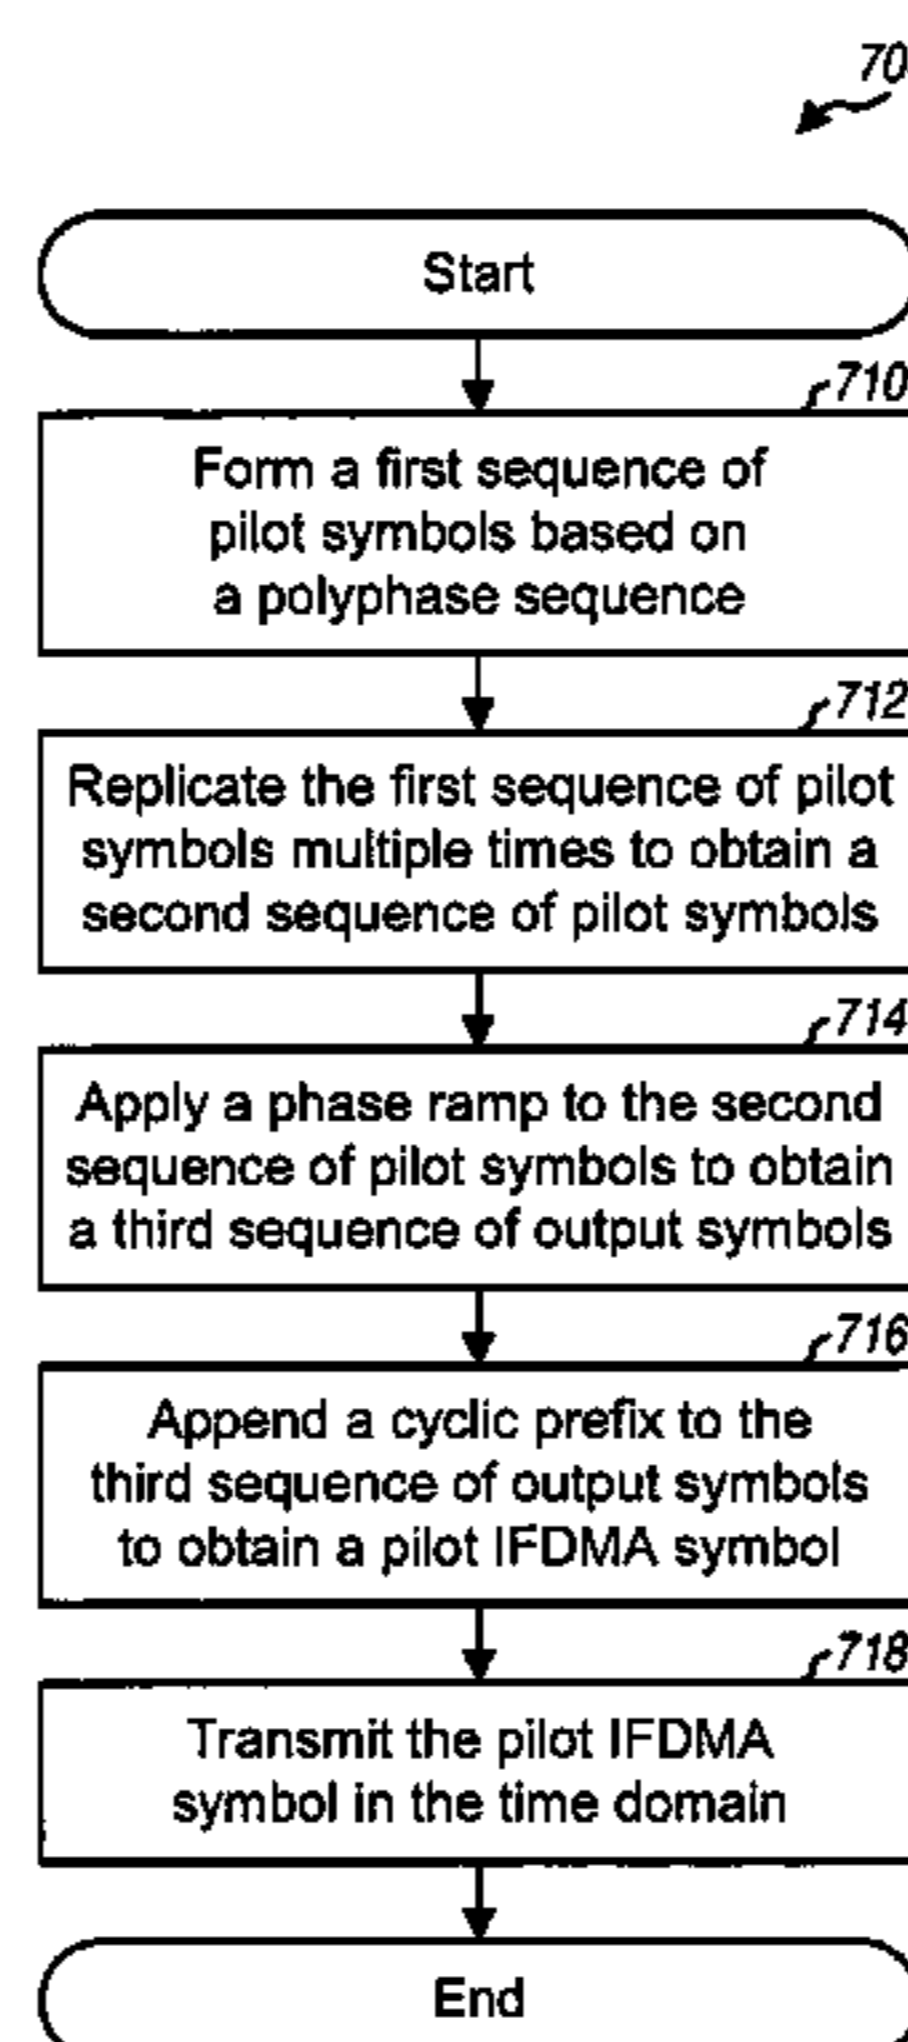 70
Start
710
Form a first sequence of
pilot symbols based on
a polyphase sequence
712
Replicate the first sequence of pilot
symbols multiple times to obtain a
second sequence of pilot symbols
714
Apply a phase ramp to the second
sequence of pilot symbols to obtain
a third sequence of output symbols
716
Append a cyclic prefix to the
third sequence of output symbols
to obtain a pilot IFDMA symbol
718
Transmit the pilot IFDMA
symbol in the time domain
End